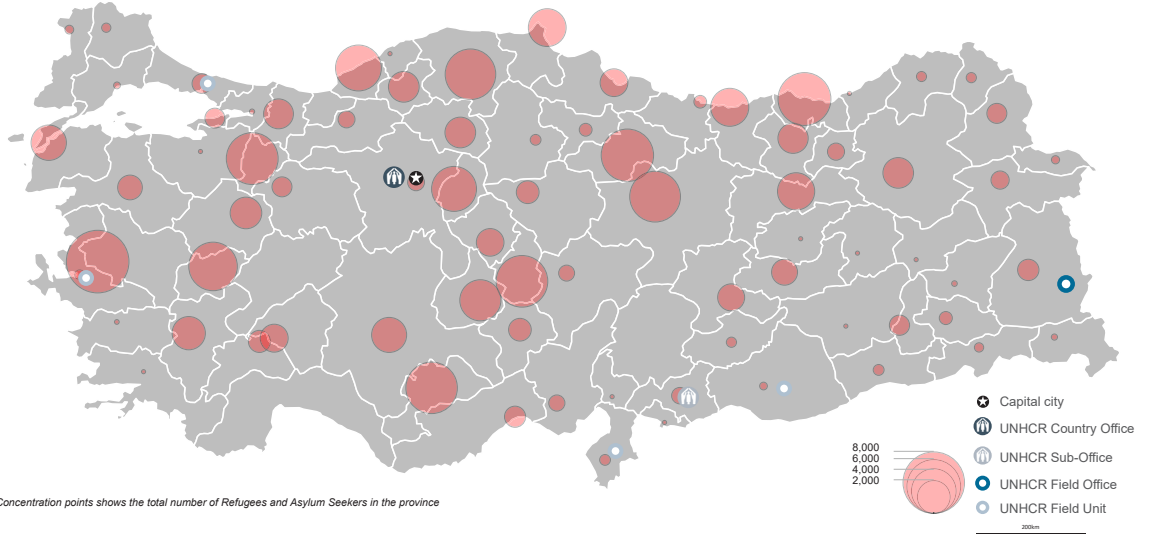 Capital city
UNHCR Country Office
8,000
6,000
4,000
2,000
UNHCR Sub-Office
UNHCR Field Office
UNHCR Field Unit
Concentration points shows the total number of Refugees and Asylum Seekers in the province
200km